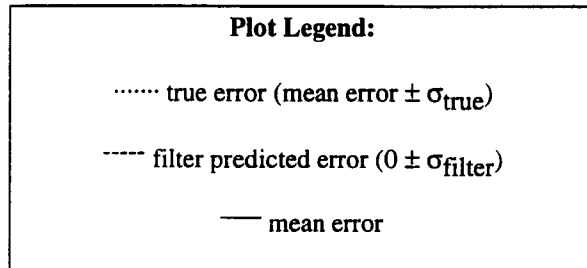 Plot Legend:
....... true error (mean error ± σtrue)
----- filter predicted error (0 ± σfilter)
—— mean error